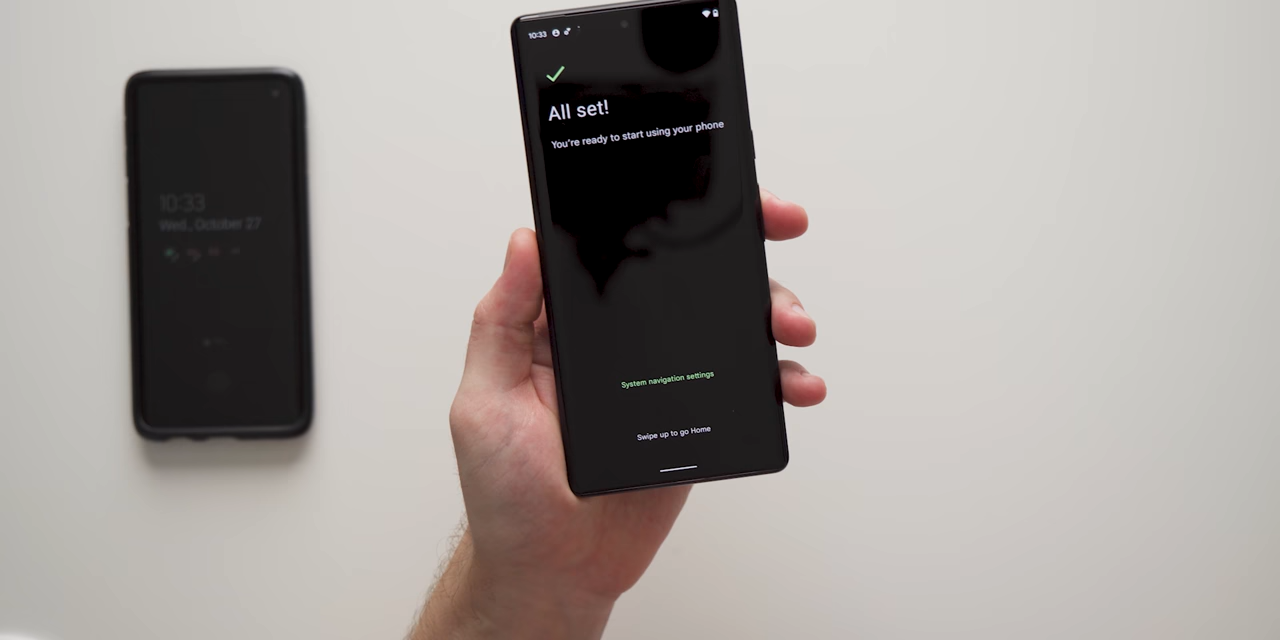 10:33
Wed., October 27
10:33
All set!
You're ready to start using your phone
System navigation settings
Swipe up to go Home